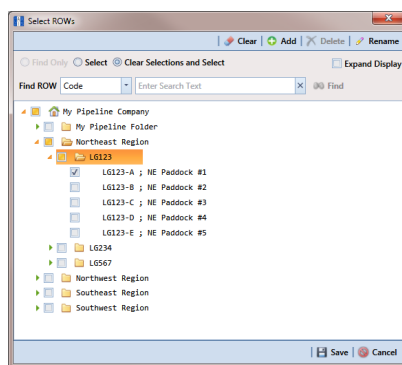 Select ROWs
Clear | Add | Delete | Rename
Find Only Select Clear Selections and Select Expand Display
Find ROW Code Enter Search Text Find
My Pipeline Company
My Pipeline Folder
Northeast Region
LG123
LG123-A ; NE Paddock #1
LG123-B ; NE Paddock #2
LG123-C ; NE Paddock #3
LG123-D ; NE Paddock #4
LG123-E ; NE Paddock #5
LG234
LG567
Northwest Region
Southeast Region
Southwest Region
Save | Cancel